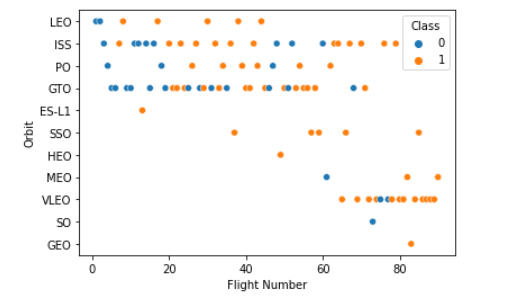 LEO
ISS
PO
GTO
ES-L1
SSO
HEO
MEO
VLEO
SO
GEO
Orbit
Class
0
1
0 20 40 60 80
Flight Number